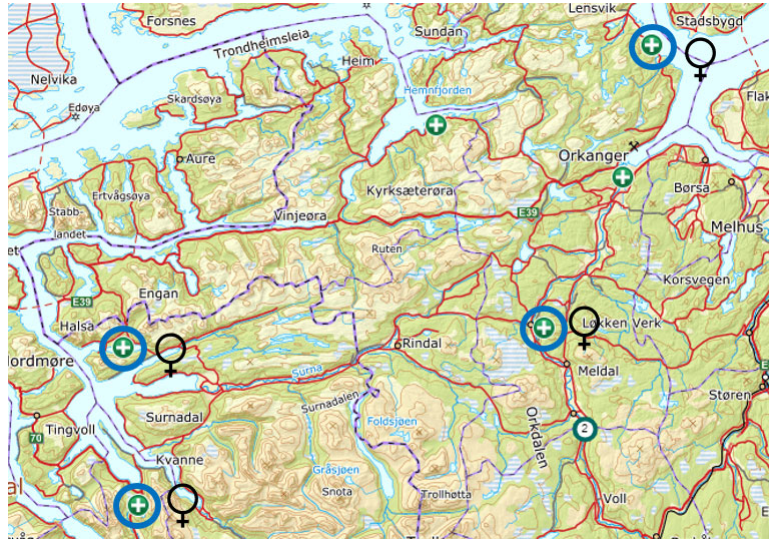 Forsnes
Lensvik
Stadsbygd
Trondheimsleia
Sundan
Heim
Nelvika
Hemnfjorden
Flak
Edøya
Skardsøya
Orkanger
Aure
Børsa
Ertvågsøya
Kyrksæterøra
Stabb-
landet
Vinjeøra
E39
Melhus
Ruten
Korsvegen
Engan
E39
Halsa
Løkken Verk
Rindal
ordmøre
Surna
Meldal
Støren
Surnadalen
Surnadal
Foldsjøen
Orkdalen
Tingvoll
70
2
Kvanne
Gråsjøen
Snota
Trollhøtta
Voll